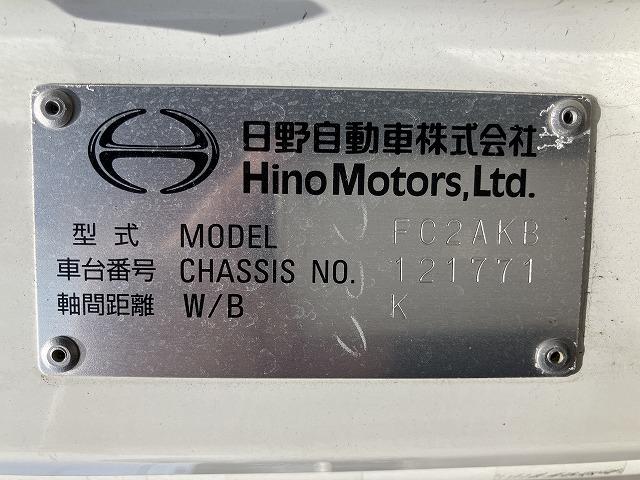 日野自動車株式会社
Hino Motors, Ltd.
型式 MODEL FC2AKB
車台番号 CHASSIS NO. 121771
軸間距離 W/B K